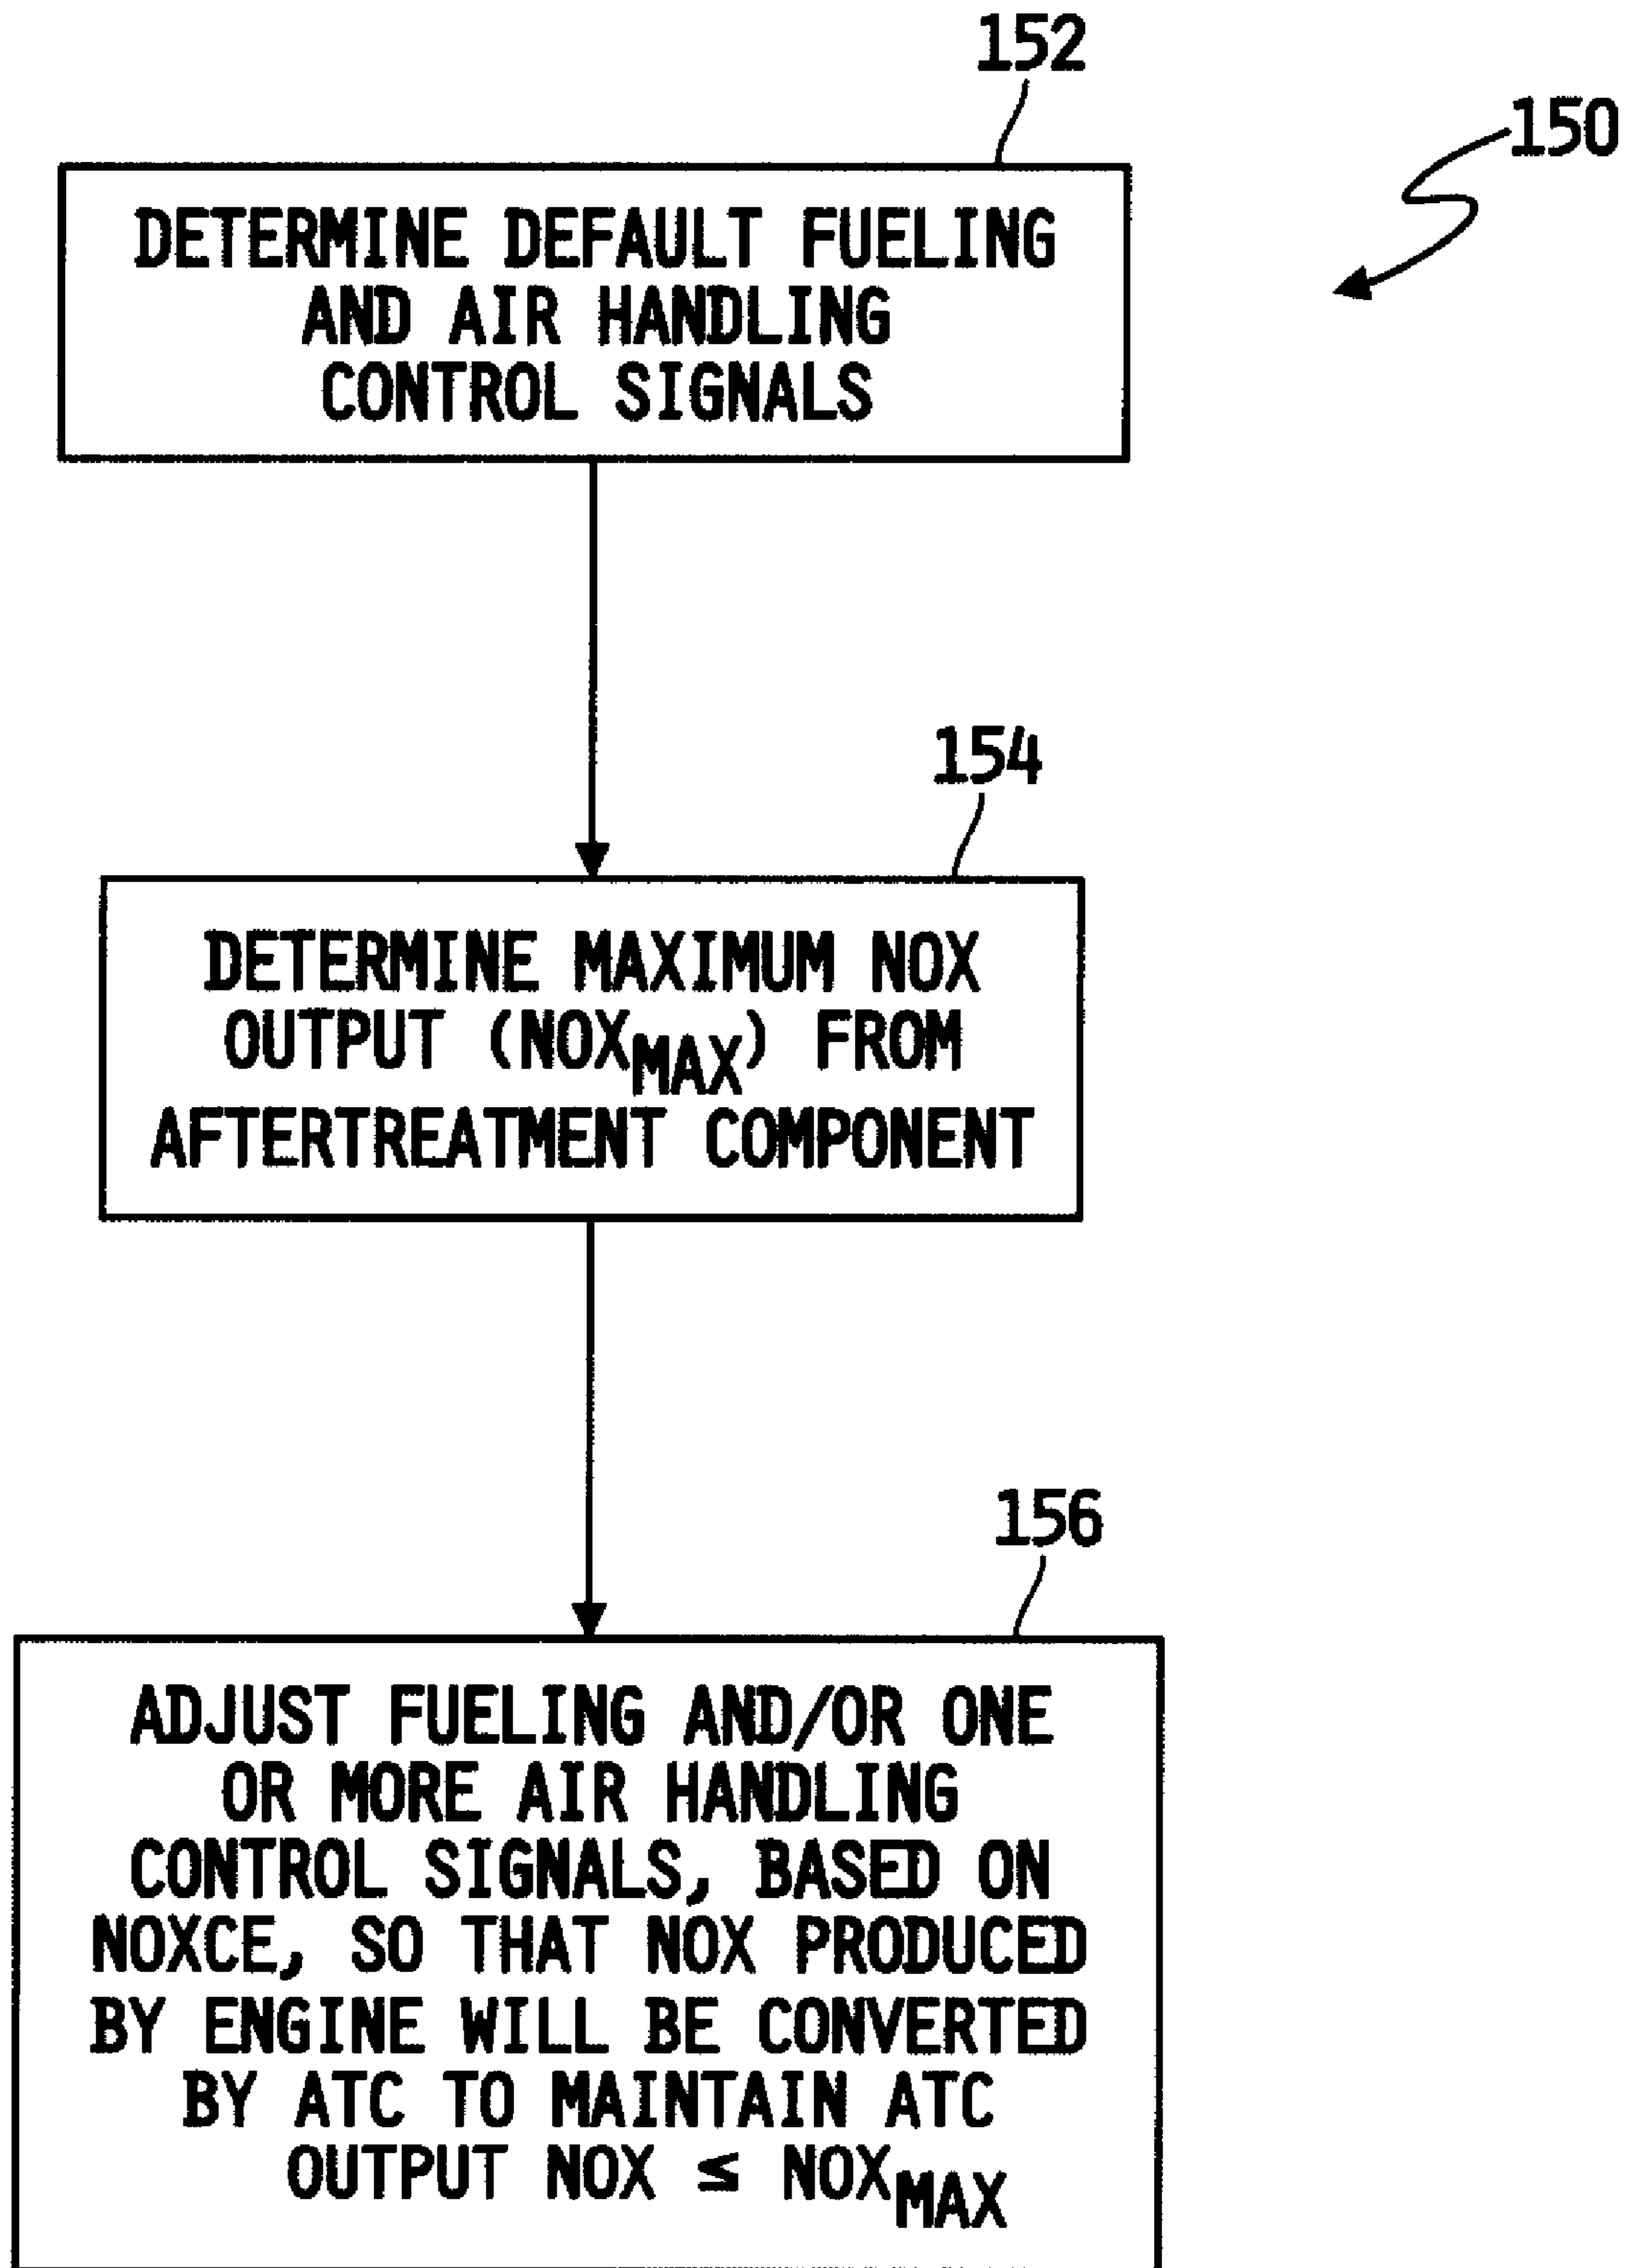 152
150
DETERMINE DEFAULT FUELING
AND AIR HANDLING
CONTROL SIGNALS
154
DETERMINE MAXIMUM NOX
OUTPUT (NOXMAX) FROM
AFTERTREATMENT COMPONENT
156
ADJUST FUELING AND/OR ONE
OR MORE AIR HANDLING
CONTROL SIGNALS, BASED ON
NOXCE, SO THAT NOX PRODUCED
BY ENGINE WILL BE CONVERTED
BY ATC TO MAINTAIN ATC
OUTPUT NOX ≤ NOXMAX